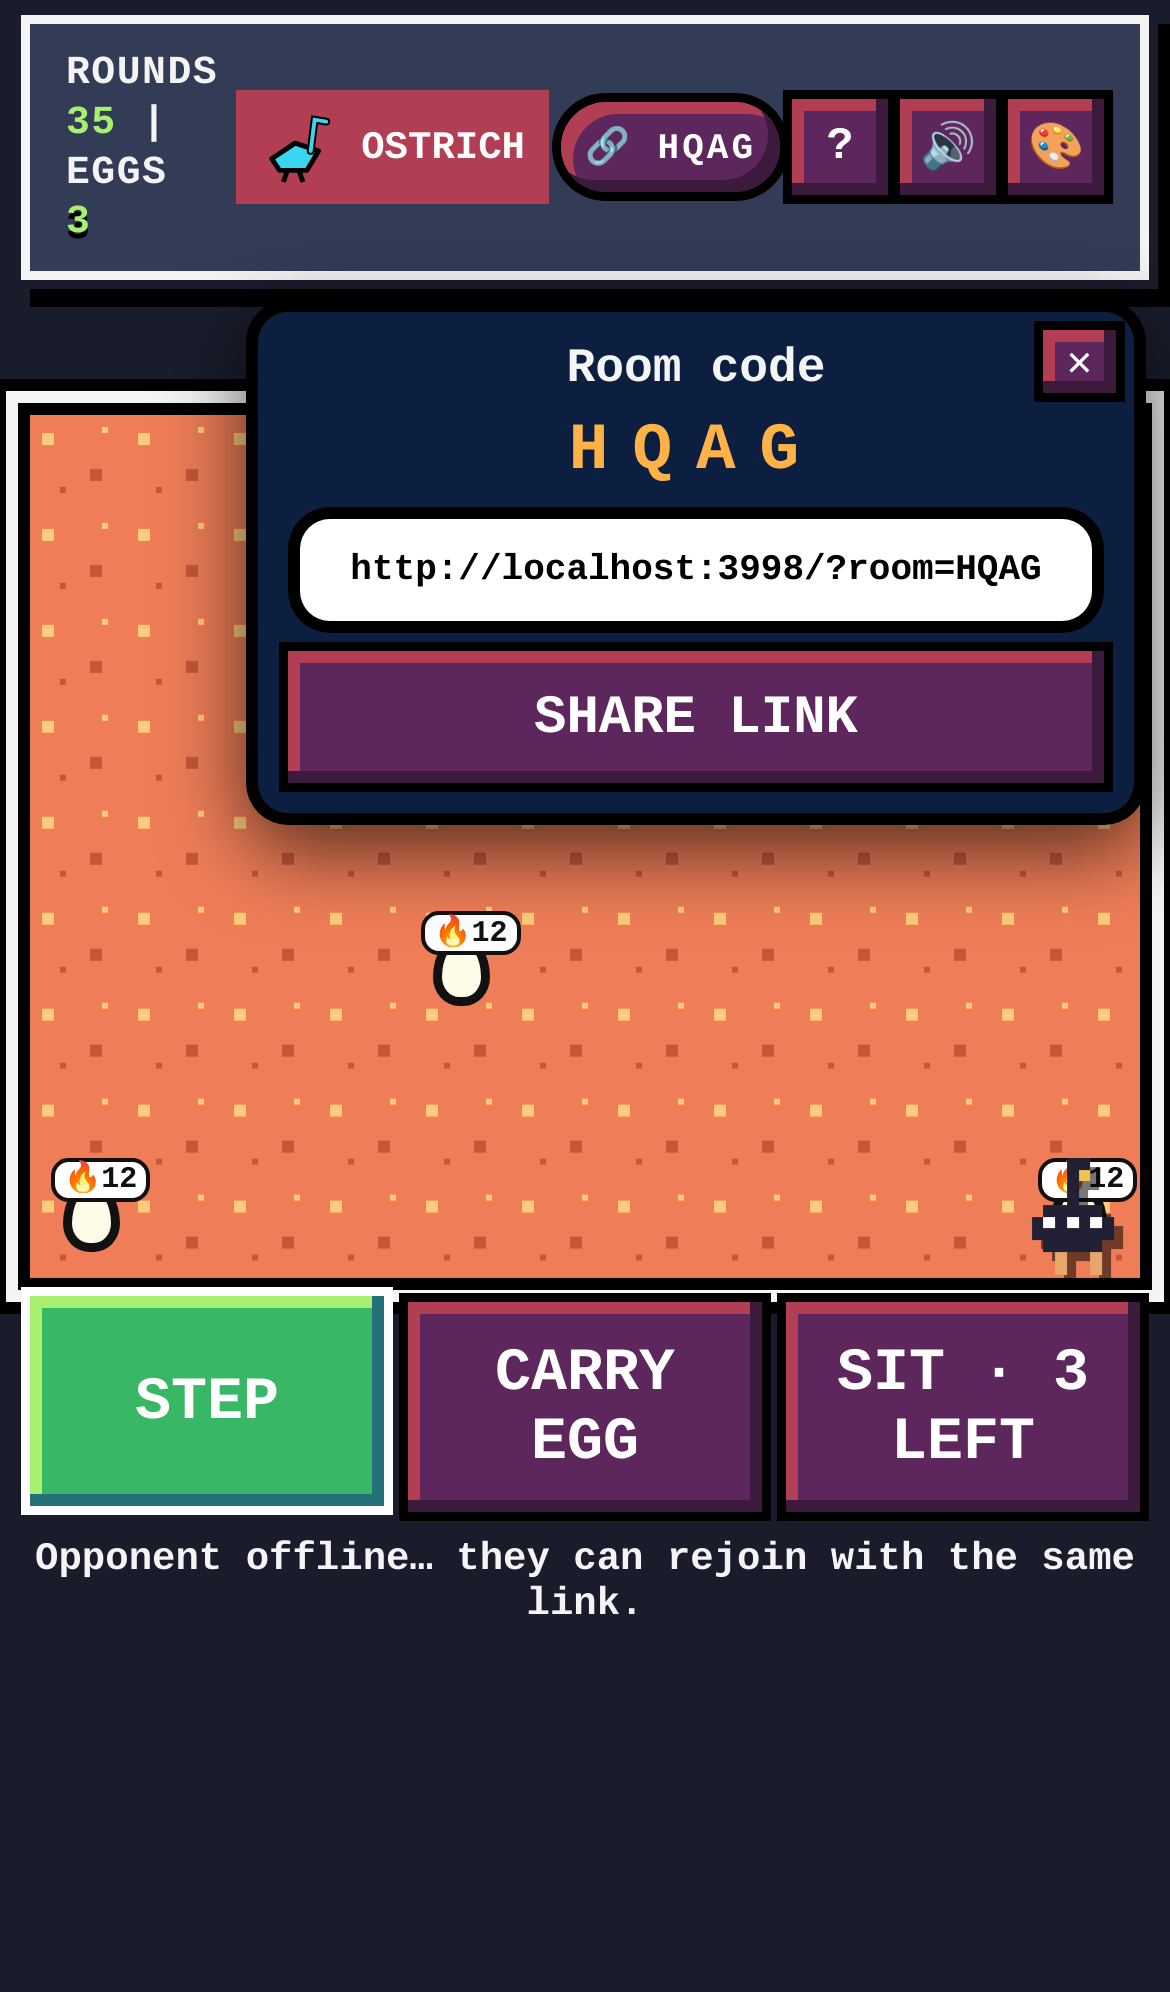 ROUNDS
35 |
EGGS
3
OSTRICH
HQAG
?
Room code
×
HQAG
http://localhost:3998/?room=HQAG
SHARE LINK
12
12
12
STEP
CARRY
EGG
SIT · 3
LEFT
Opponent offline… they can rejoin with the same
link.